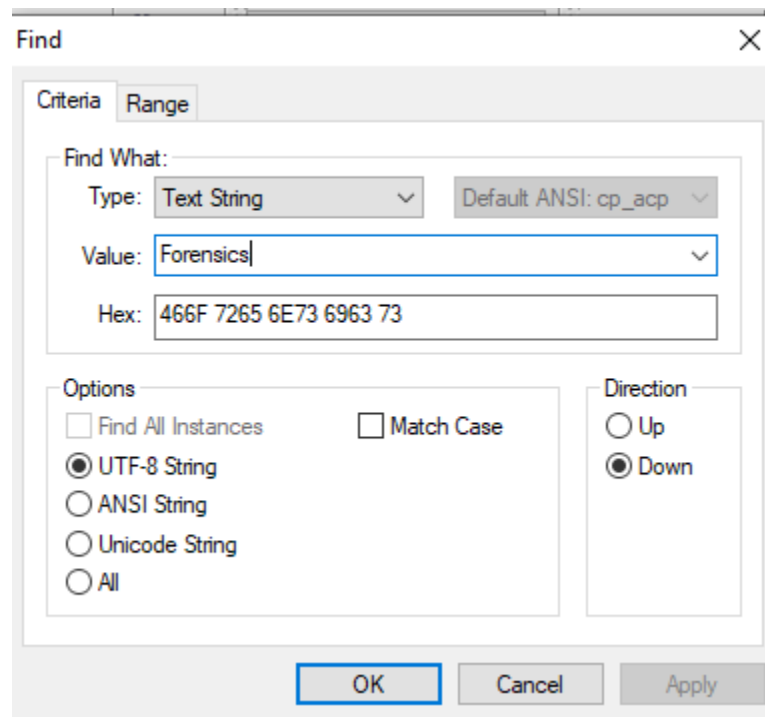 Find
Criteria Range
Find What:
Type: Text String Default ANSI: cp_acp
Value: Forensics
Hex: 466F 7265 6E73 6963 73
Options Direction
Find All Instances Match Case Up
UTF-8 String Down
ANSI String
Unicode String
All
OK Cancel Apply